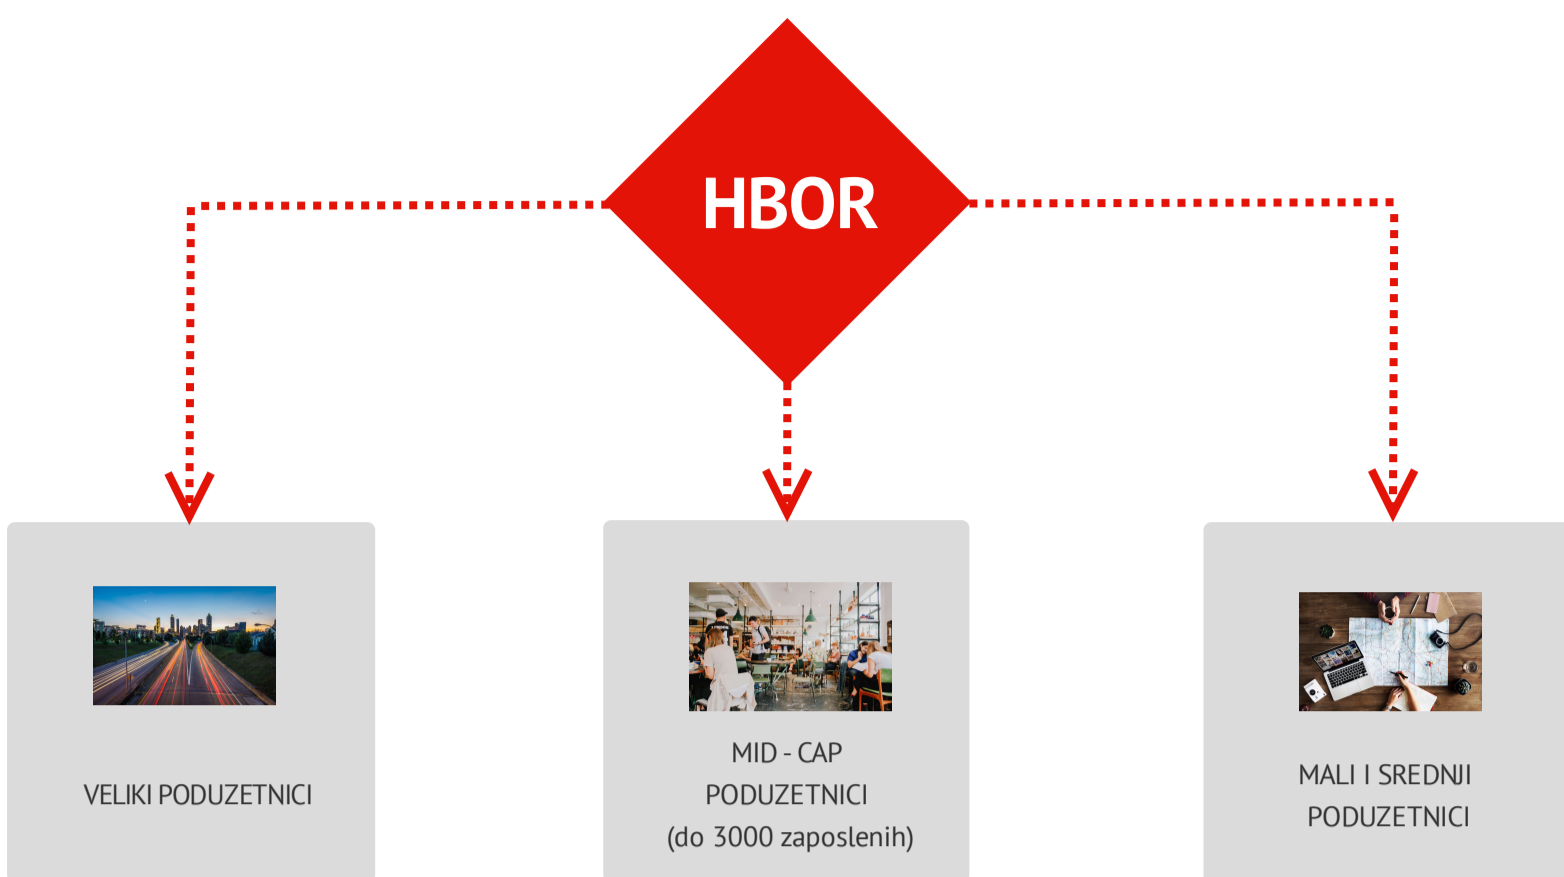 HBOR
VELIKI PODUZETNICI
MID - CAP
PODUZETNICI
(do 3000 zaposlenih)
MALI I SREDNJI
PODUZETNICI